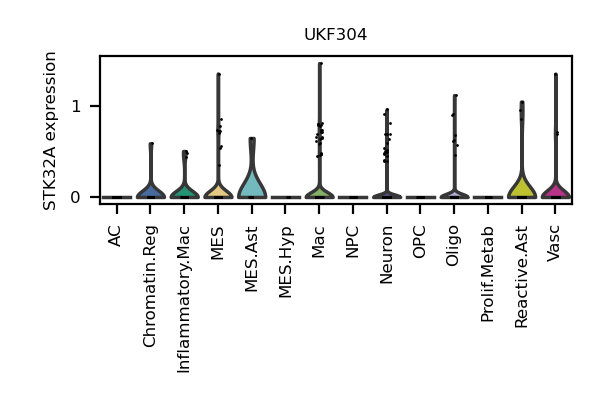 UKF304
STK32A expression
1
0
AC
Chromatin.Reg
Inflammatory.Mac
MES
MES.Ast
MES.Hyp
Mac
NPC
Neuron
OPC
Oligo
Prolif.Metab
Reactive.Ast
Vasc